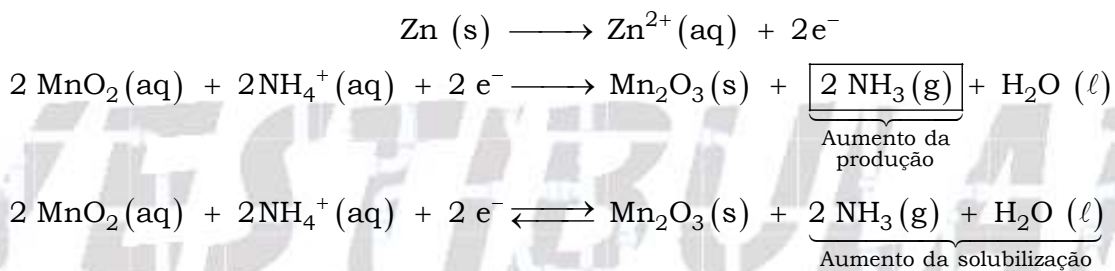 Zn (s) ⟶ Zn²⁺(aq) + 2e⁻
2 MnO₂(aq) + 2NH₄⁺(aq) + 2 e⁻ ⟶ Mn₂O₃(s) + 2 NH₃(g) + H₂O (ℓ)
Aumento da
produção
2 MnO₂(aq) + 2NH₄⁺(aq) + 2 e⁻ ⇄ Mn₂O₃(s) + 2 NH₃(g) + H₂O (ℓ)
Aumento da solubilização